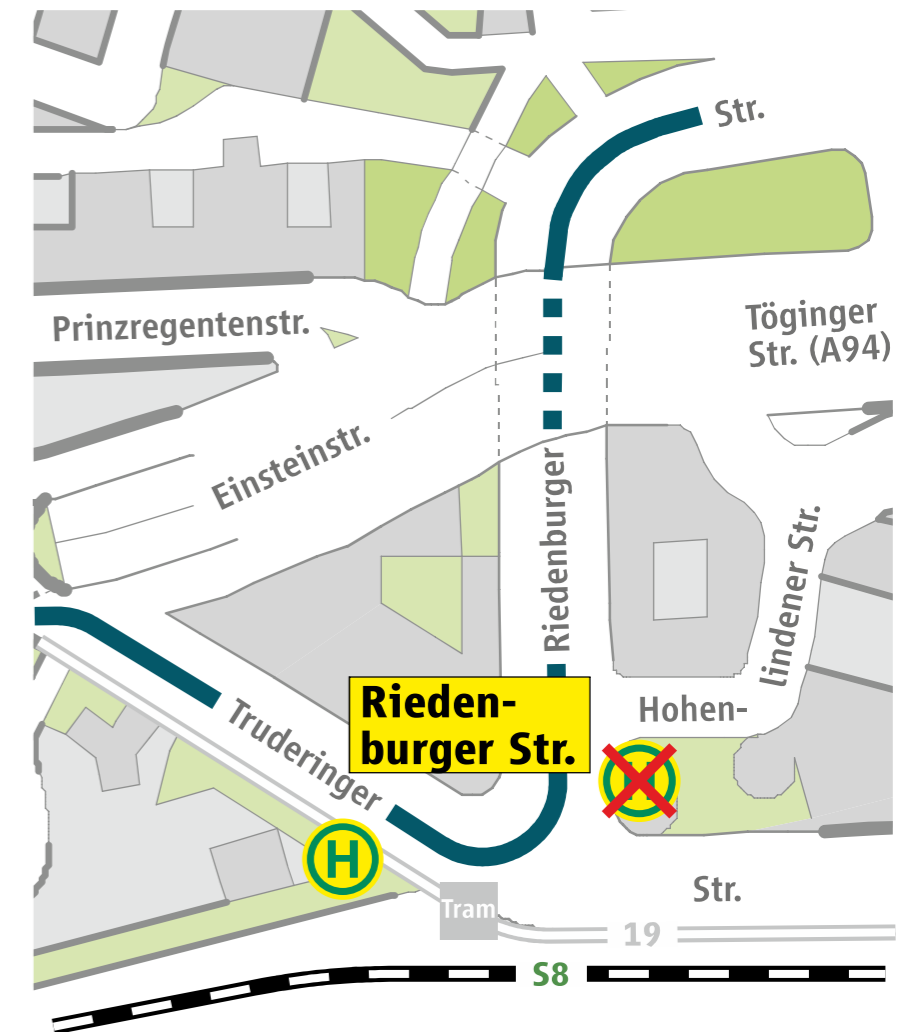 Str.
Prinzregentenstr.
Töginger
Str. (A94)
Einsteinstr.
Riedenburger
lindener Str.
Hohen-
Rieden-
burger Str.
Truderinger
H
H
Str.
Tram
19
S8